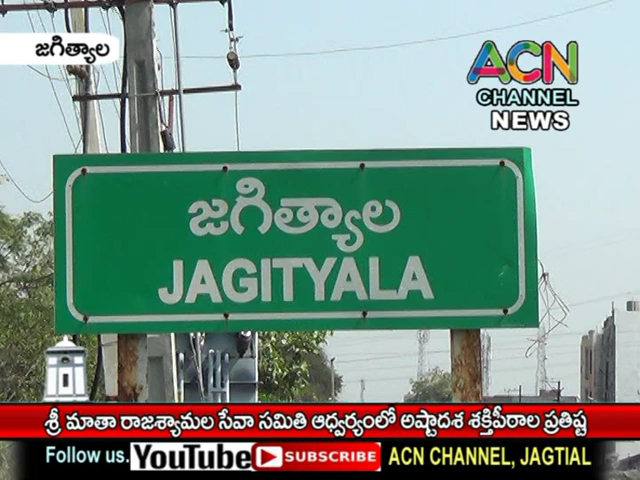 జగిత్యాల
ACN
CHANNEL
NEWS
జగిత్యాల
JAGITYALA
శ్రీ మాతా రాజశ్యామల సేవా సమితి ఆధ్వర్యంలో అష్టాదశ శక్తిపీఠాల ప్రతిష్ట
Follow us. YouTube SUBSCRIBE ACN CHANNEL, JAGTIAL